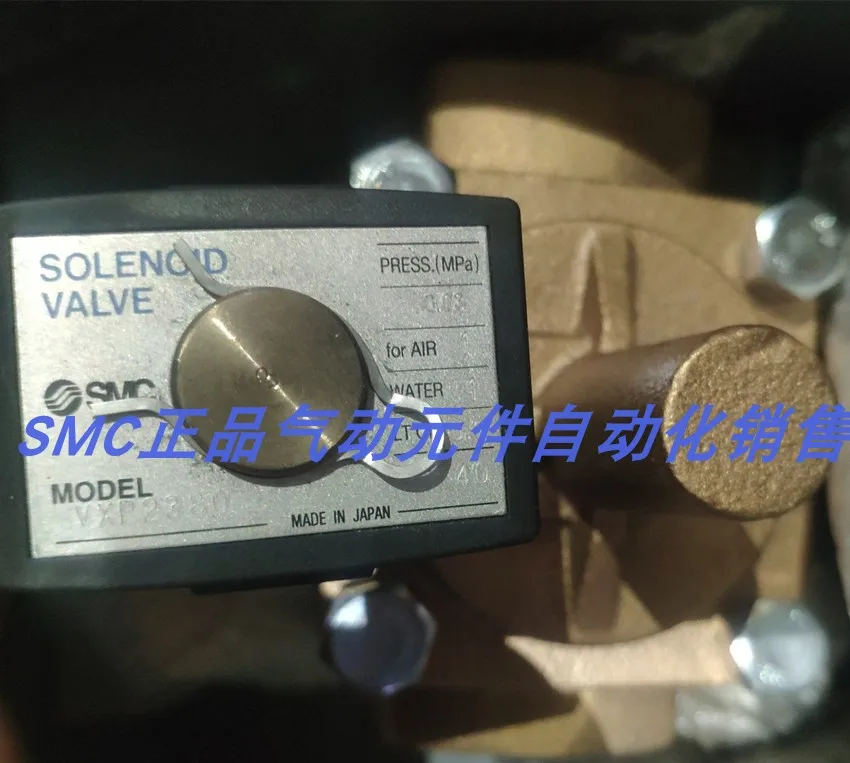 SOLENOID
VALVE
PRESS.(MPa)
for AIR
WATER
SMC
SMC正品气动元件自动化销售
MODEL
MADE IN JAPAN